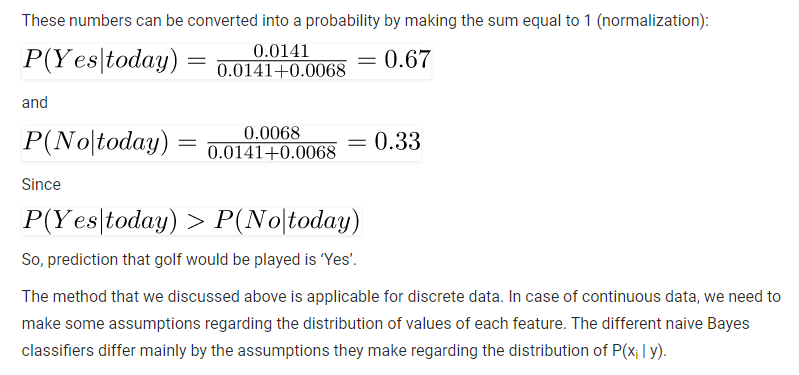 These numbers can be converted into a probability by making the sum equal to 1 (normalization):
P(Yes|today) = 0.0141 / 0.0141+0.0068 = 0.67
and
P(No|today) = 0.0068 / 0.0141+0.0068 = 0.33
Since
P(Yes|today) > P(No|today)
So, prediction that golf would be played is ‘Yes’.
The method that we discussed above is applicable for discrete data. In case of continuous data, we need to
make some assumptions regarding the distribution of values of each feature. The different naive Bayes
classifiers differ mainly by the assumptions they make regarding the distribution of P(xᵢ | y).